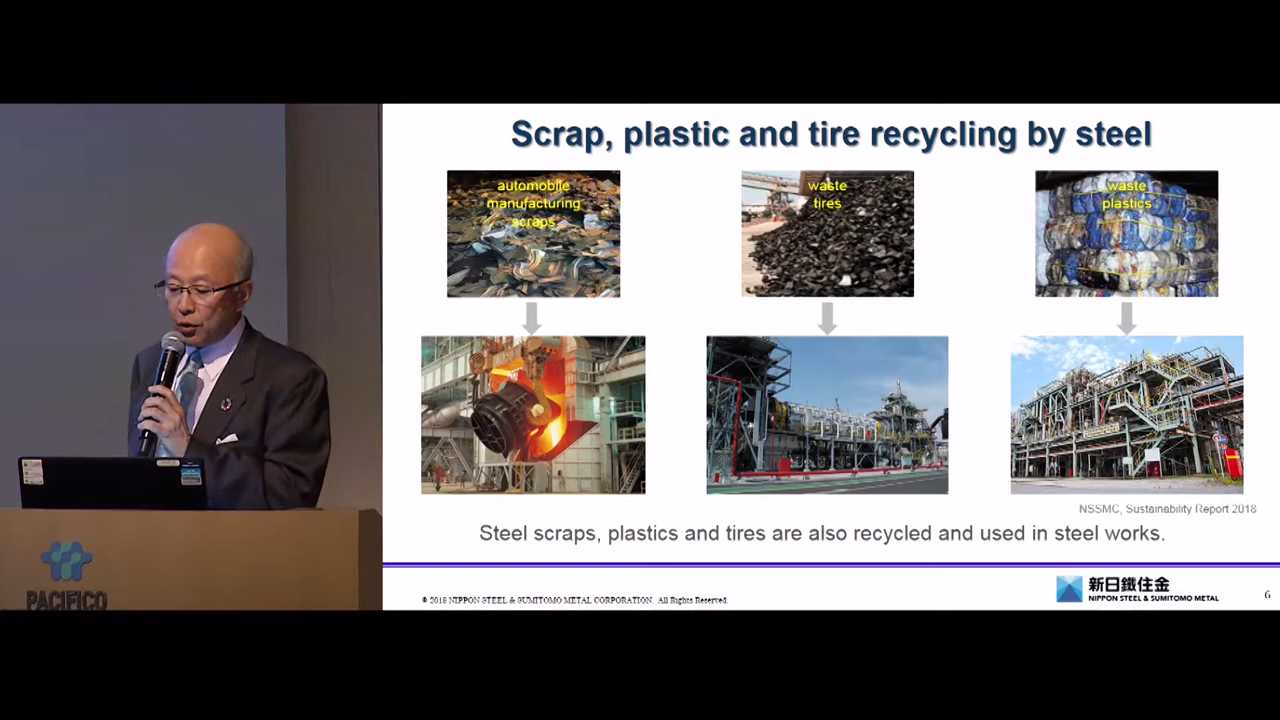 Scrap, plastic and tire recycling by steel
automobile
manufacturing
scraps
waste
tires
waste
plastics
NSSMC, Sustainability Report 2018
Steel scraps, plastics and tires are also recycled and used in steel works.
© 2018 NIPPON STEEL & SUMITOMO METAL CORPORATION. All Rights Reserved.
新日鐵住金
NIPPON STEEL & SUMITOMO METAL
6
PACIFICO